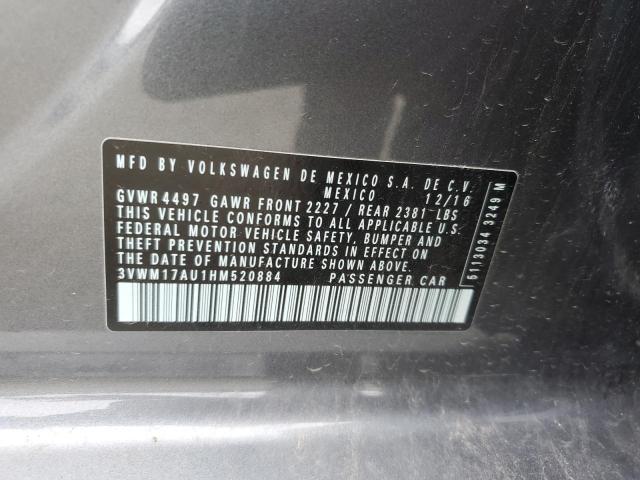 MFD BY VOLKSWAGEN DE MEXICO S.A. DE C.V.
MEXICO 12/16
GVWR 4497 GAWR FRONT 2227 / REAR 2381 LBS
THIS VEHICLE CONFORMS TO ALL APPLICABLE U.S.
FEDERAL MOTOR VEHICLE SAFETY, BUMPER AND
THEFT PREVENTION STANDARDS IN EFFECT ON
THE DATE OF MANUFACTURE SHOWN ABOVE
3VWM17AU1HM520884 PASSENGER CAR
5113034 3249 M